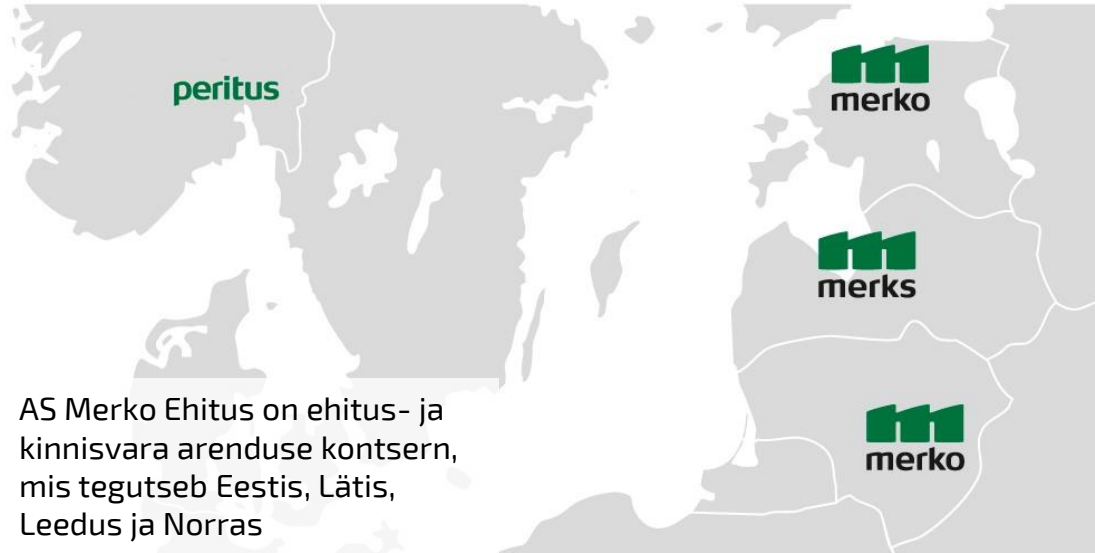 peritus
merko
merks
merko
AS Merko Ehitus on ehitus- ja
kinnisvara arenduse kontsern,
mis tegutseb Eestis, Lätis,
Leedus ja Norras